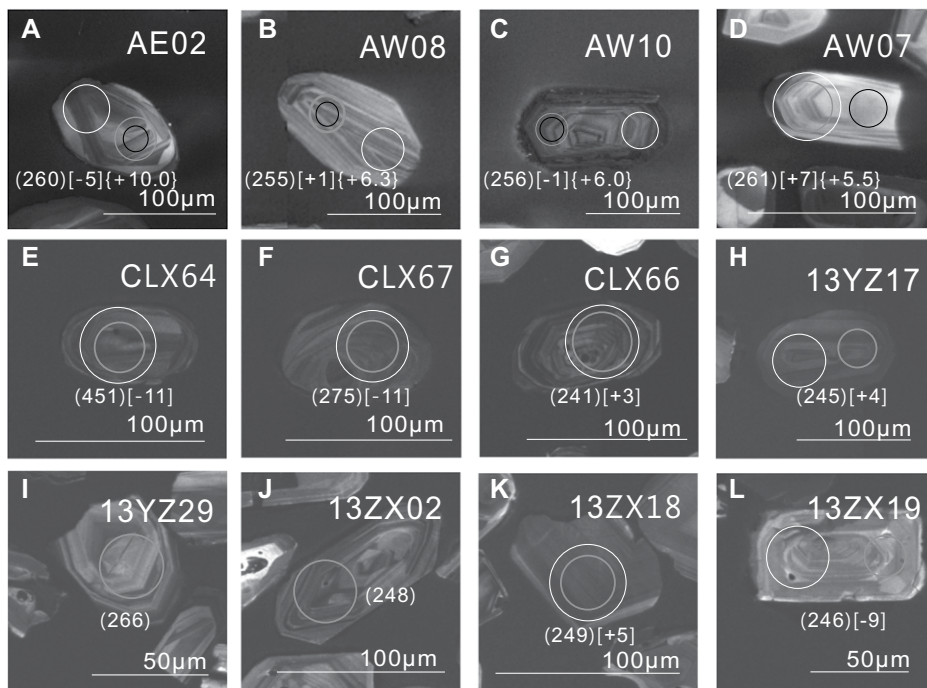 A
AE02
(260)[-5]{+10.0}
100μm
B
AW08
(255)[+1]{+6.3}
100μm
C
AW10
(256)[-1]{+6.0}
100μm
D
AW07
(261)[+7]{+5.5}
100μm
E
CLX64
(451)[-11]
100μm
F
CLX67
(275)[-11]
100μm
G
CLX66
(241)[+3]
100μm
H
13YZ17
(245)[+4]
100μm
I
13YZ29
(266)
50μm
J
13ZX02
(248)
100μm
K
13ZX18
(249)[+5]
100μm
L
13ZX19
(246)[-9]
50μm